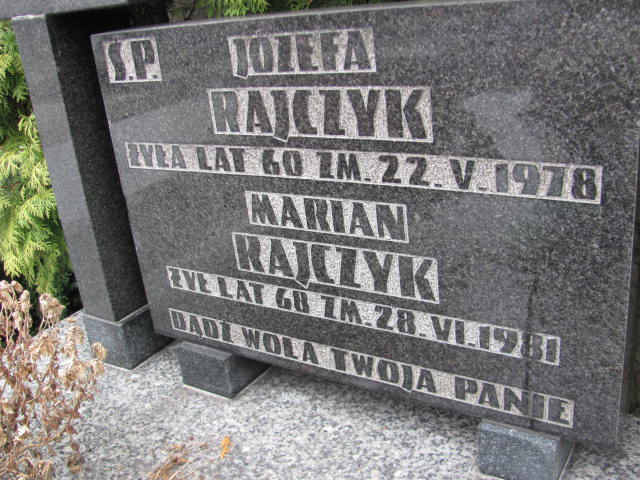 Ś.P JÓZEFA
RAJCZYK
ŻYŁA LAT 60 ZM. 22. V. 1978
MARIAN
RAJCZYK
ŻYŁ LAT 68 ZM. 28. VI. 1981
BĄDŹ WOLA TWOJA PANIE